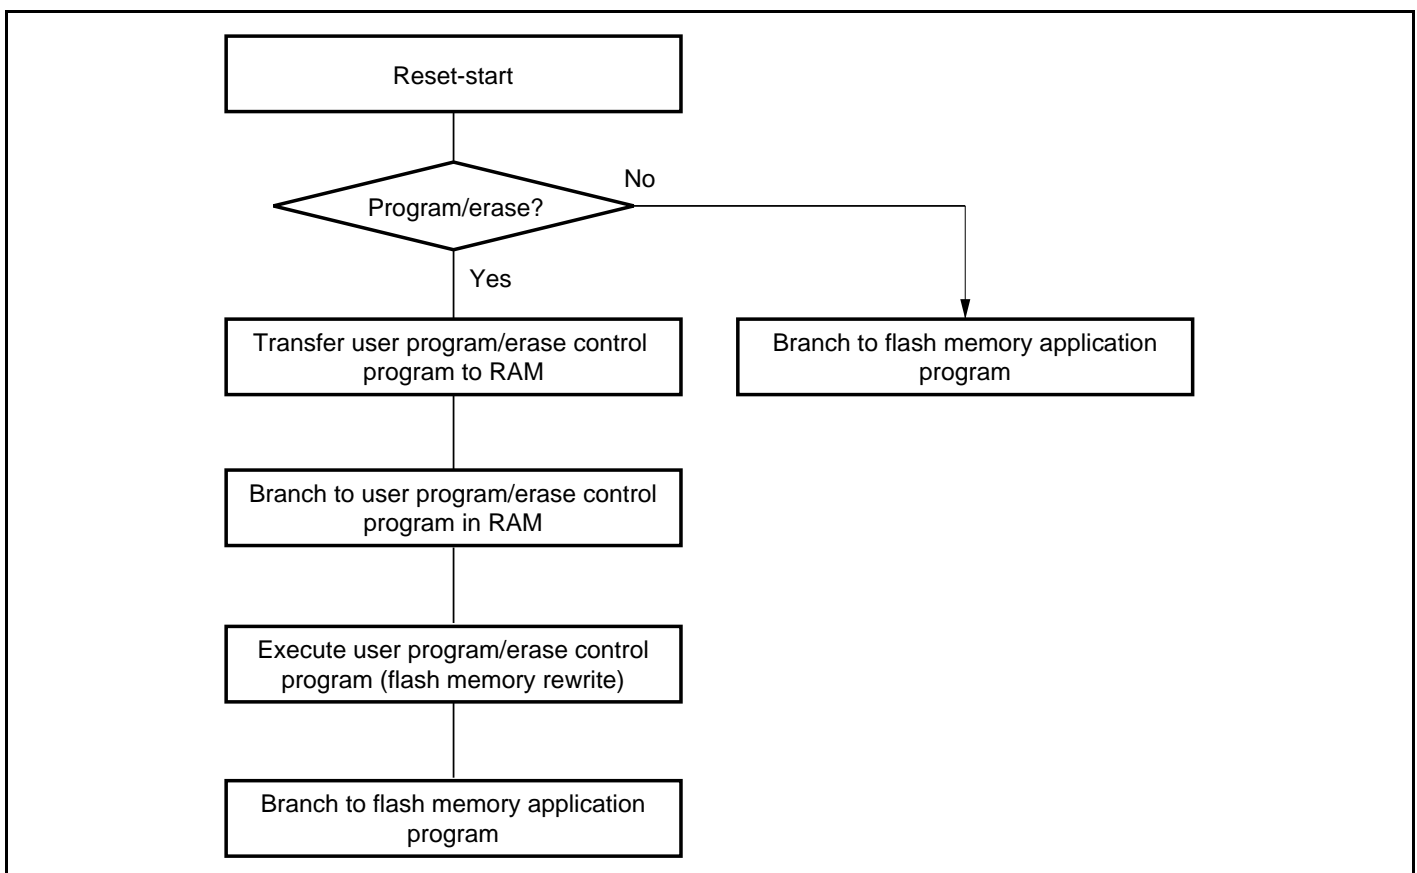 Reset-start
No
Program/erase?
Yes
Transfer user program/erase control
program to RAM
Branch to flash memory application
program
Branch to user program/erase control
program in RAM
Execute user program/erase control
program (flash memory rewrite)
Branch to flash memory application
program